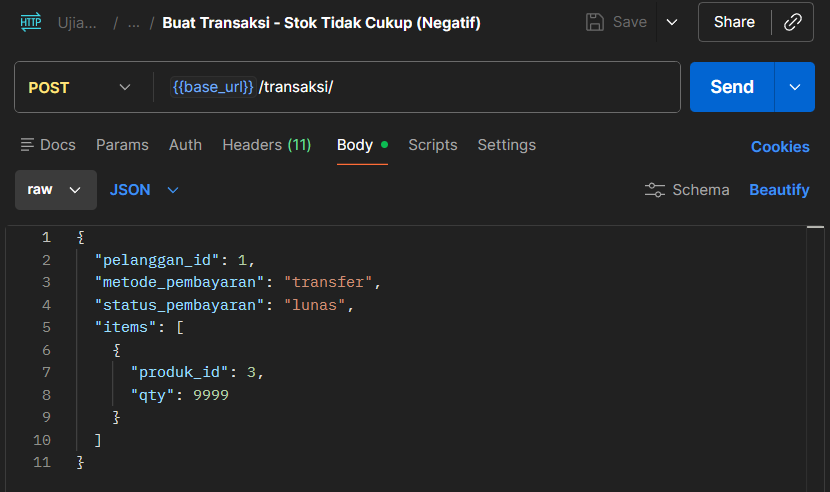 HTTP Ujia... / ... / Buat Transaksi - Stok Tidak Cukup (Negatif) Save Share
POST {{base_url}}/transaksi/ Send
Docs Params Auth Headers (11) Body Scripts Settings Cookies
raw JSON Schema Beautify
1 {
2 "pelanggan_id": 1,
3 "metode_pembayaran": "transfer",
4 "status_pembayaran": "lunas",
5 "items": [
6 {
7 "produk_id": 3,
8 "qty": 9999
9 }
10 ]
11 }